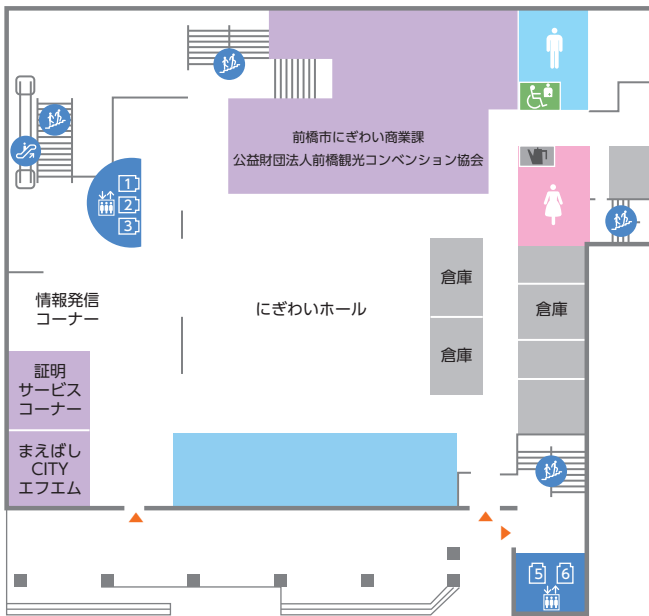 前橋市にぎわい商業課
公益財団法人前橋観光コンベンション協会
1
2
3
倉庫
倉庫
倉庫
情報発信
コーナー
にぎわいホール
証明
サービス
コーナー
まえばし
CITY
エフエム
5 6